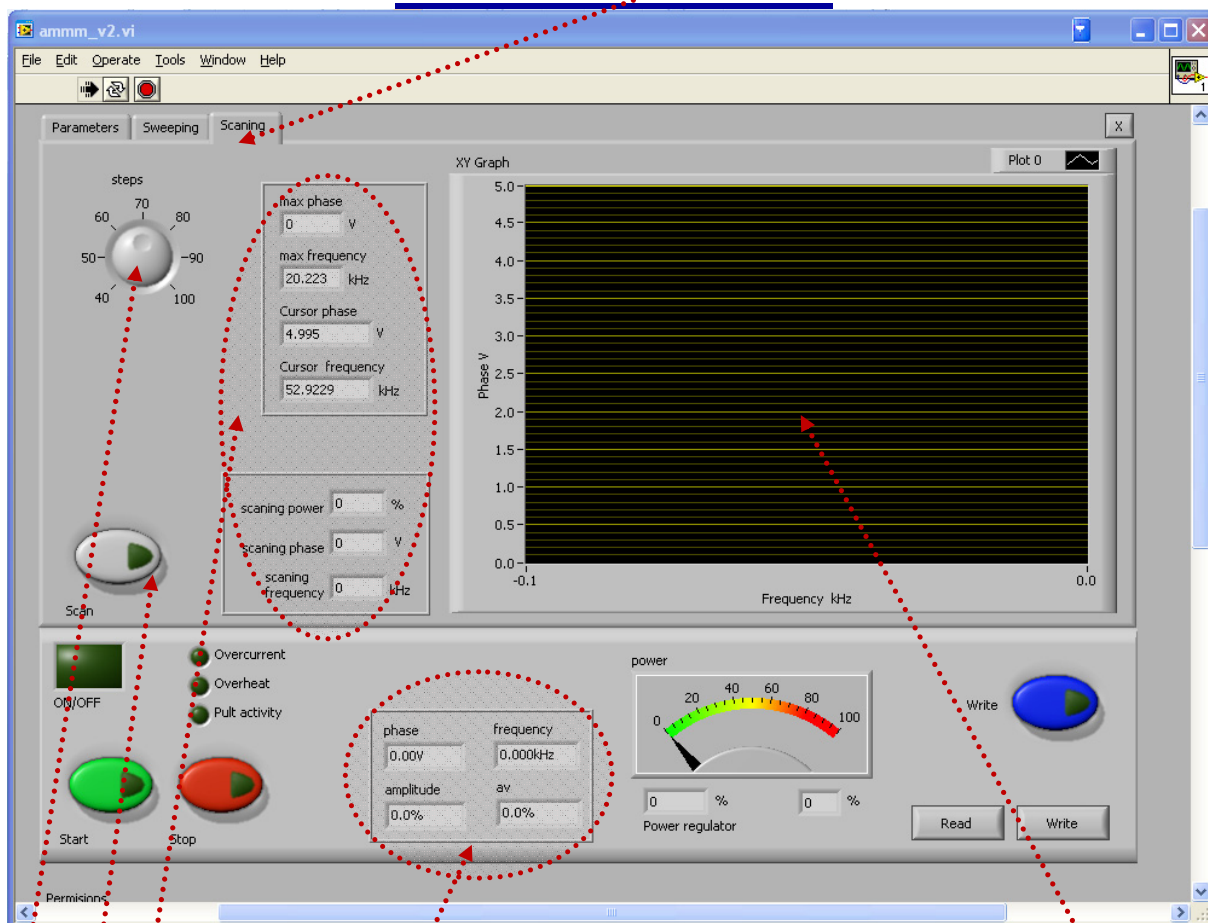 ammm_v2.vi
File Edit Operate Tools Window Help
1
Parameters Sweeping Scaning
X
steps
70
60 80
50 90
40 100
max phase
0 V
max frequency
20.223 kHz
Cursor phase
4.995 V
Cursor frequency
52.9229 kHz
scaning power 0 %
scaning phase 0 V
scaning
frequency 0 kHz
Scan
XY Graph
Plot 0
Phase V
5.0
4.5
4.0
3.5
3.0
2.5
2.0
1.5
1.0
0.5
0.0
-0.1 0.0
Frequency kHz
ON/OFF
Overcurrent
Overheat
Pult activity
Start Stop
phase frequency
0.00V 0.000kHz
amplitude av
0.0% 0.0%
power
0 20 40 60 80 100
0 % 0 %
Power regulator
Write
Read Write
Permisions